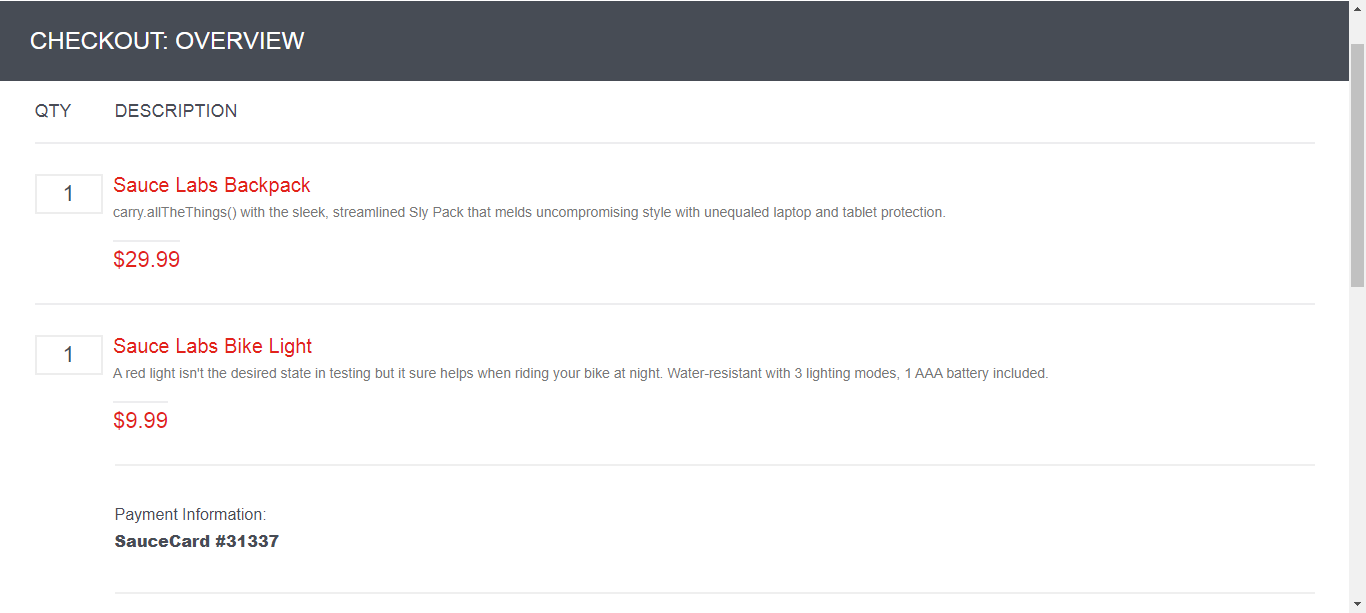 CHECKOUT: OVERVIEW
QTY DESCRIPTION
1 Sauce Labs Backpack
carry.allTheThings() with the sleek, streamlined Sly Pack that melds uncompromising style with unequaled laptop and tablet protection.
$29.99
1 Sauce Labs Bike Light
A red light isn't the desired state in testing but it sure helps when riding your bike at night. Water-resistant with 3 lighting modes, 1 AAA battery included.
$9.99
Payment Information:
SauceCard #31337